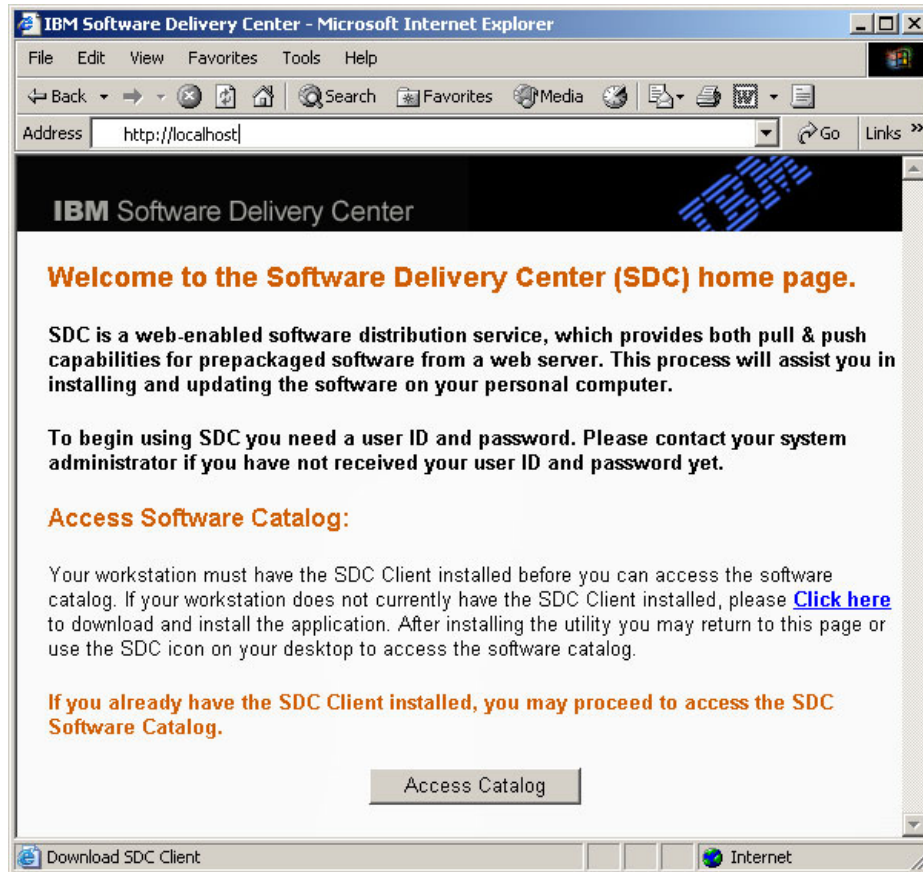 IBM Software Delivery Center - Microsoft Internet Explorer
File Edit View Favorites Tools Help
Back Search Favorites Media
Address http://localhost Go Links »
IBM
IBM Software Delivery Center
Welcome to the Software Delivery Center (SDC) home page.
SDC is a web-enabled software distribution service, which provides both pull & push
capabilities for prepackaged software from a web server. This process will assist you in
installing and updating the software on your personal computer.
To begin using SDC you need a user ID and password. Please contact your system
administrator if you have not received your user ID and password yet.
Access Software Catalog:
Your workstation must have the SDC Client installed before you can access the software
catalog. If your workstation does not currently have the SDC Client installed, please Click here
to download and install the application. After installing the utility you may return to this page or
use the SDC icon on your desktop to access the software catalog.
If you already have the SDC Client installed, you may proceed to access the SDC
Software Catalog.
Access Catalog
Download SDC Client Internet